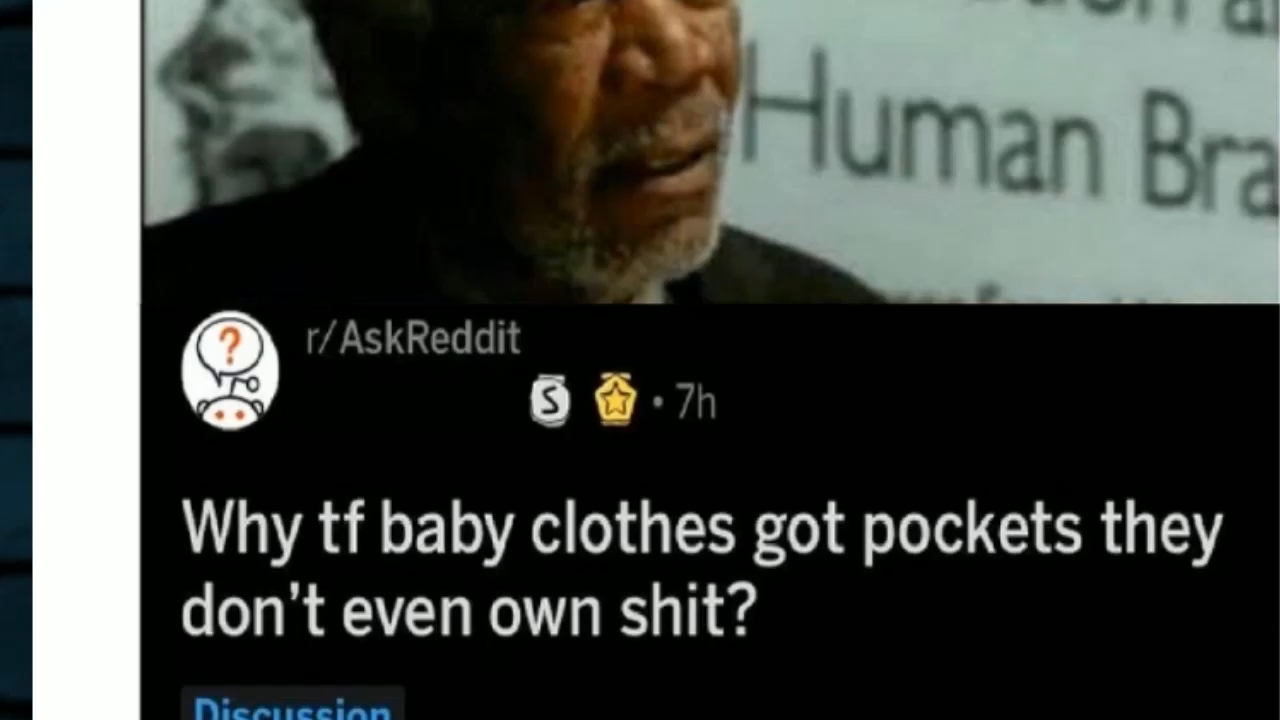 Human Bra
r/AskReddit
S • 7h
Why tf baby clothes got pockets they
don't even own shit?
Discussion